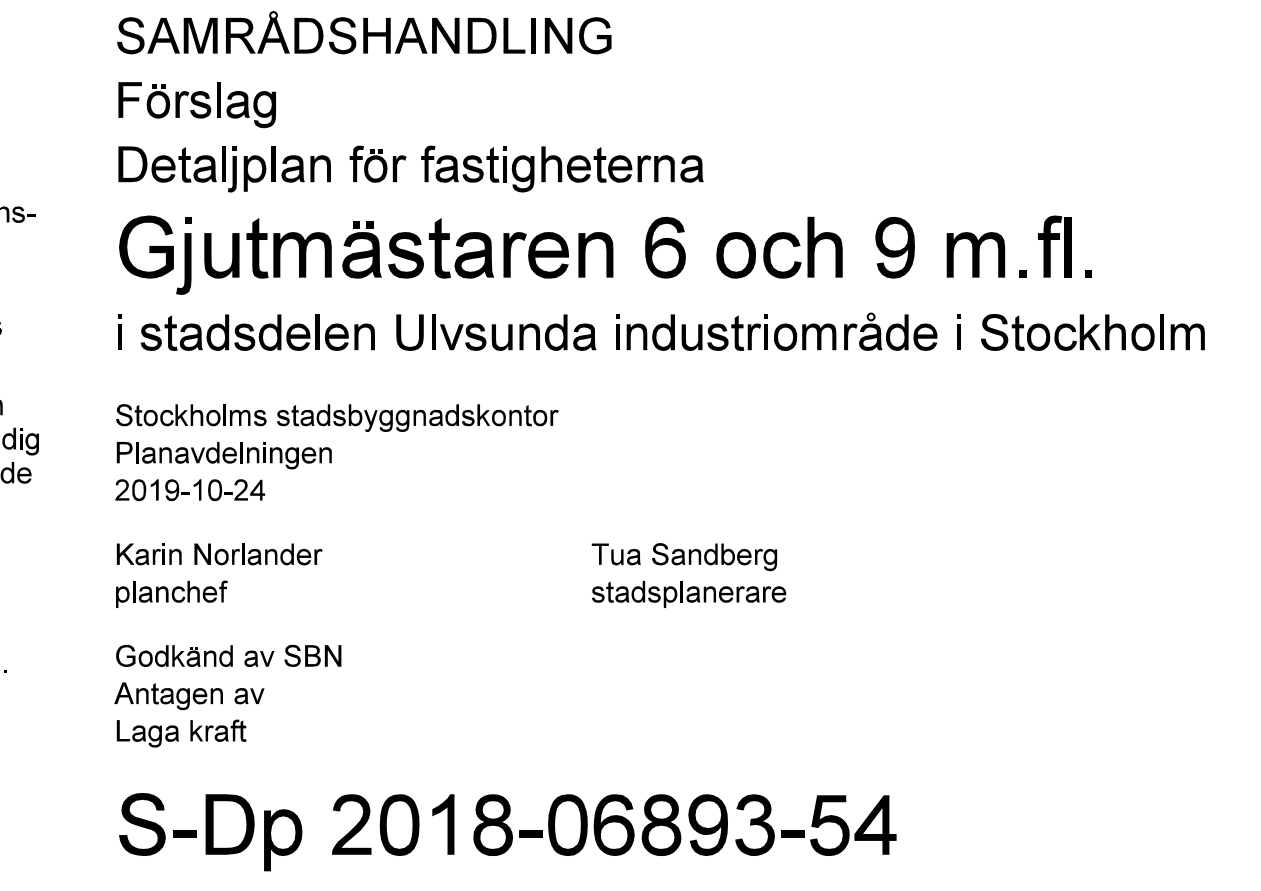 SAMRÅDSHANDLING
Förslag
Detaljplan för fastigheterna
Gjutmästaren 6 och 9 m.fl.
i stadsdelen Ulvsunda industriområde i Stockholm
Stockholms stadsbyggnadskontor
Planavdelningen
2019-10-24
Karin Norlander
planchef
Tua Sandberg
stadsplanerare
Godkänd av SBN
Antagen av
Laga kraft
S-Dp 2018-06893-54